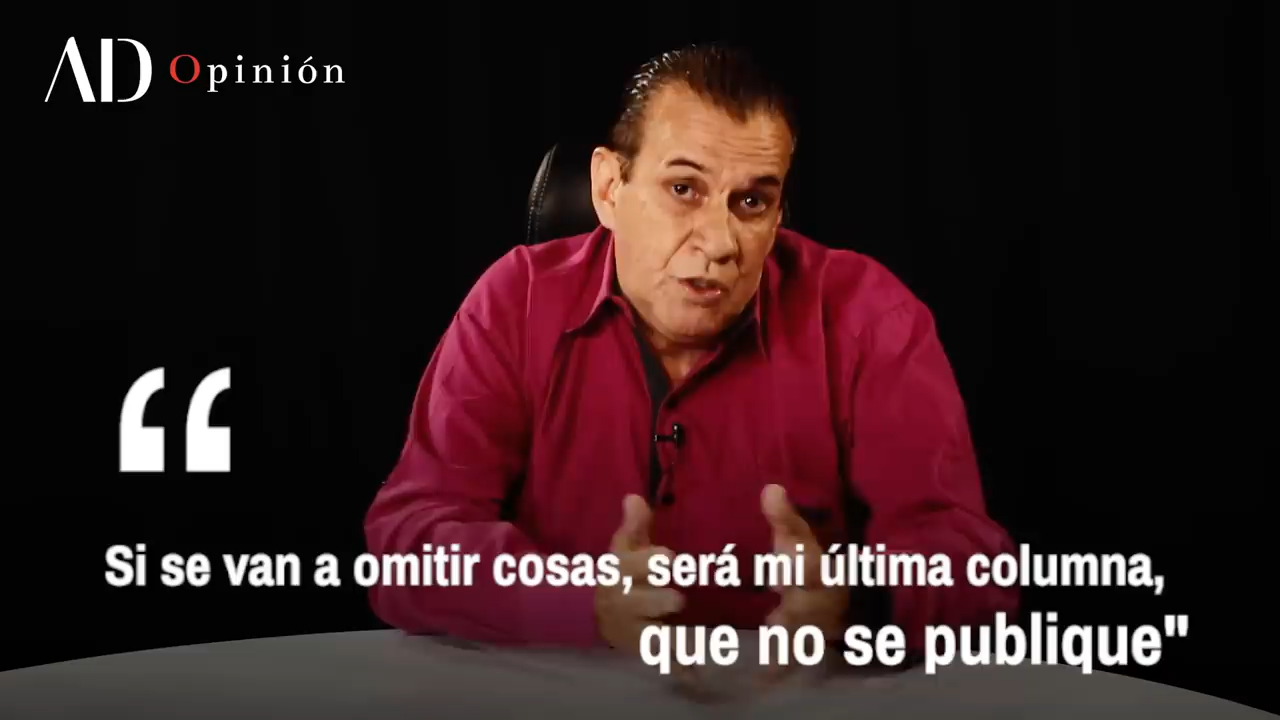 AD Opinión
“
Si se van a omitir cosas, será mi última columna,
que no se publique"